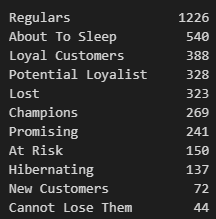 Regulars 1226
About To Sleep 540
Loyal Customers 388
Potential Loyalist 328
Lost 323
Champions 269
Promising 241
At Risk 150
Hibernating 137
New Customers 72
Cannot Lose Them 44